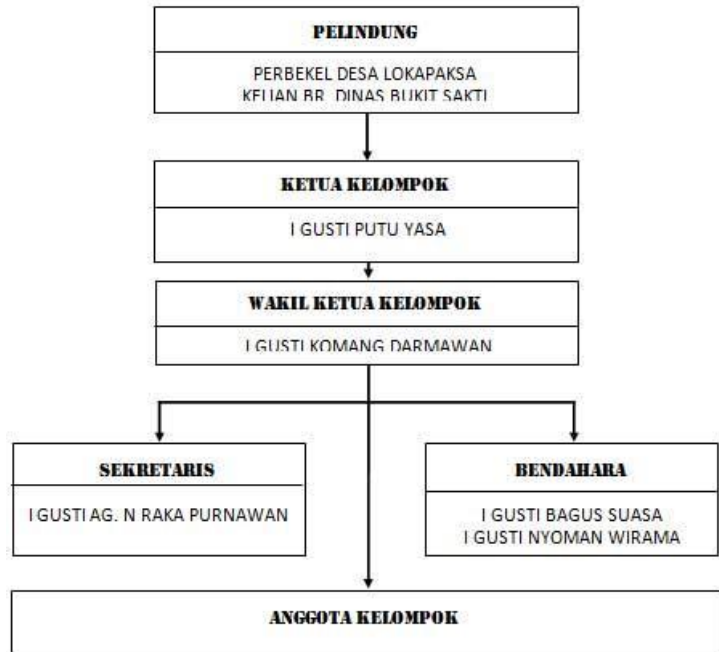 PELINDUNG
PERBEKEL DESA LOKAPAKSA
KELIAN BR. DINAS BUKIT SAKTI
KETUA KELOMPOK
I GUSTI PUTU YASA
WAKIL KETUA KELOMPOK
I GUSTI KOMANG DARMAWAN
SEKRETARIS
I GUSTI AG. N RAKA PURNAWAN
BENDAHARA
I GUSTI BAGUS SUASA
I GUSTI NYOMAN WIRAMA
ANGGOTA KELOMPOK